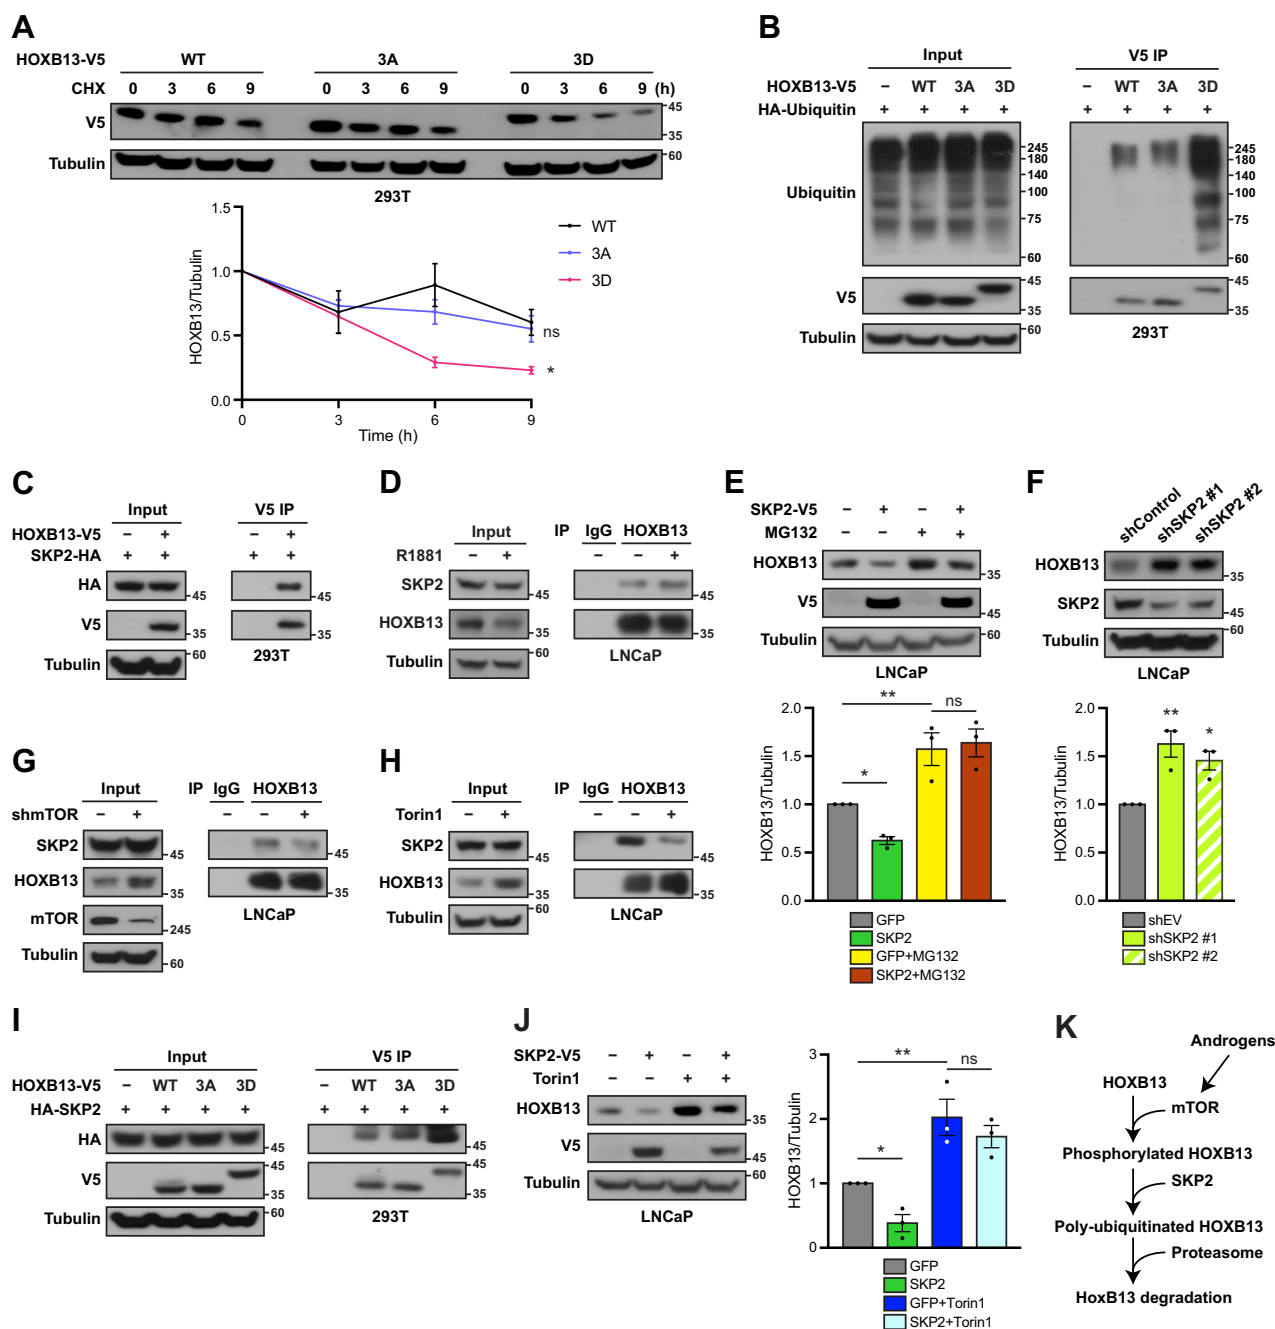 A
HOXB13-V5 WT 3A 3D
CHX 0 3 6 9 0 3 6 9 0 3 6 9 (h)
V5 45 35
Tubulin 60
293T
1.5
1.0
0.5
0.0
HOXB13/Tubulin
0 3 6 9
Time (h)
WT
3A
3D
ns
*
B
Input V5 IP
HOXB13-V5 – WT 3A 3D – WT 3A 3D
HA-Ubiquitin + + + + + + + +
Ubiquitin
245 245
180 180
140 140
100 100
75 75
60 60
V5 45 35 45 35
Tubulin 60
293T
C
Input V5 IP
HOXB13-V5 – + – +
SKP2-HA + + + +
HA 45 45
V5 35 35
Tubulin 60
293T
D
Input IP IgG HOXB13
R1881 – + – +
SKP2 45 45
HOXB13 35 35
Tubulin 60
LNCaP
E
SKP2-V5 – + – +
MG132 – – + +
HOXB13 35
V5 45
Tubulin 60
LNCaP
2.0
1.5
1.0
0.5
0.0
HOXB13/Tubulin
** ns
*
GFP
SKP2
GFP+MG132
SKP2+MG132
F
shControl shSKP2 #1 shSKP2 #2
HOXB13 35
SKP2 45
Tubulin 60
LNCaP
2.0
1.5
1.0
0.5
0.0
HOXB13/Tubulin
** *
shEV
shSKP2 #1
shSKP2 #2
G
Input IP IgG HOXB13
shmTOR – + – +
SKP2 45 45
HOXB13 35 35
mTOR 245
Tubulin 60
LNCaP
H
Input IP IgG HOXB13
Torin1 – + – +
SKP2 45 45
HOXB13 35 35
Tubulin 60
LNCaP
I
Input V5 IP
HOXB13-V5 – WT 3A 3D – WT 3A 3D
HA-SKP2 + + + + + + + +
HA 45 45
V5 35 35
Tubulin 60
293T
J
SKP2-V5 – + – +
Torin1 – – + +
HOXB13 35
V5 45
Tubulin 60
LNCaP
3
2
1
0
HOXB13/Tubulin
** ns
*
GFP
SKP2
GFP+Torin1
SKP2+Torin1
K
Androgens
HOXB13
mTOR
Phosphorylated HOXB13
SKP2
Poly-ubiquitinated HOXB13
Proteasome
HoxB13 degradation